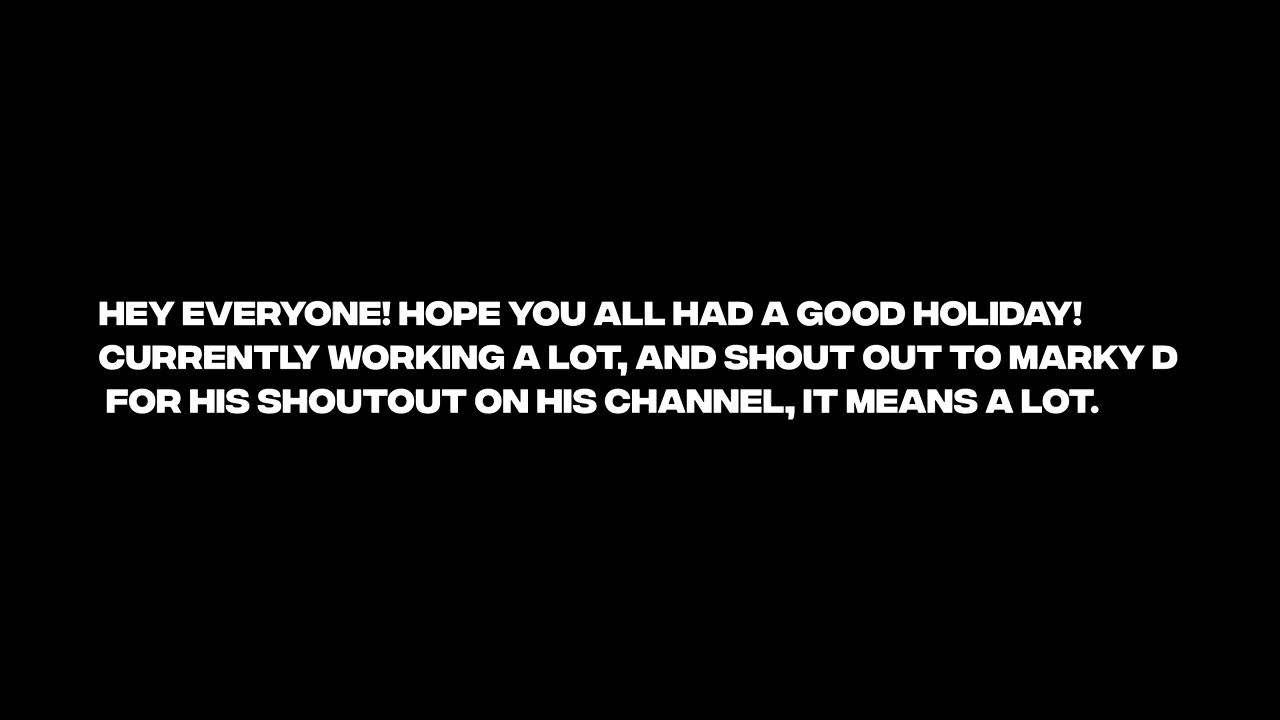 HEY EVERYONE! HOPE YOU ALL HAD A GOOD HOLIDAY!
CURRENTLY WORKING A LOT, AND SHOUT OUT TO MARKY D
FOR HIS SHOUTOUT ON HIS CHANNEL, IT MEANS A LOT.